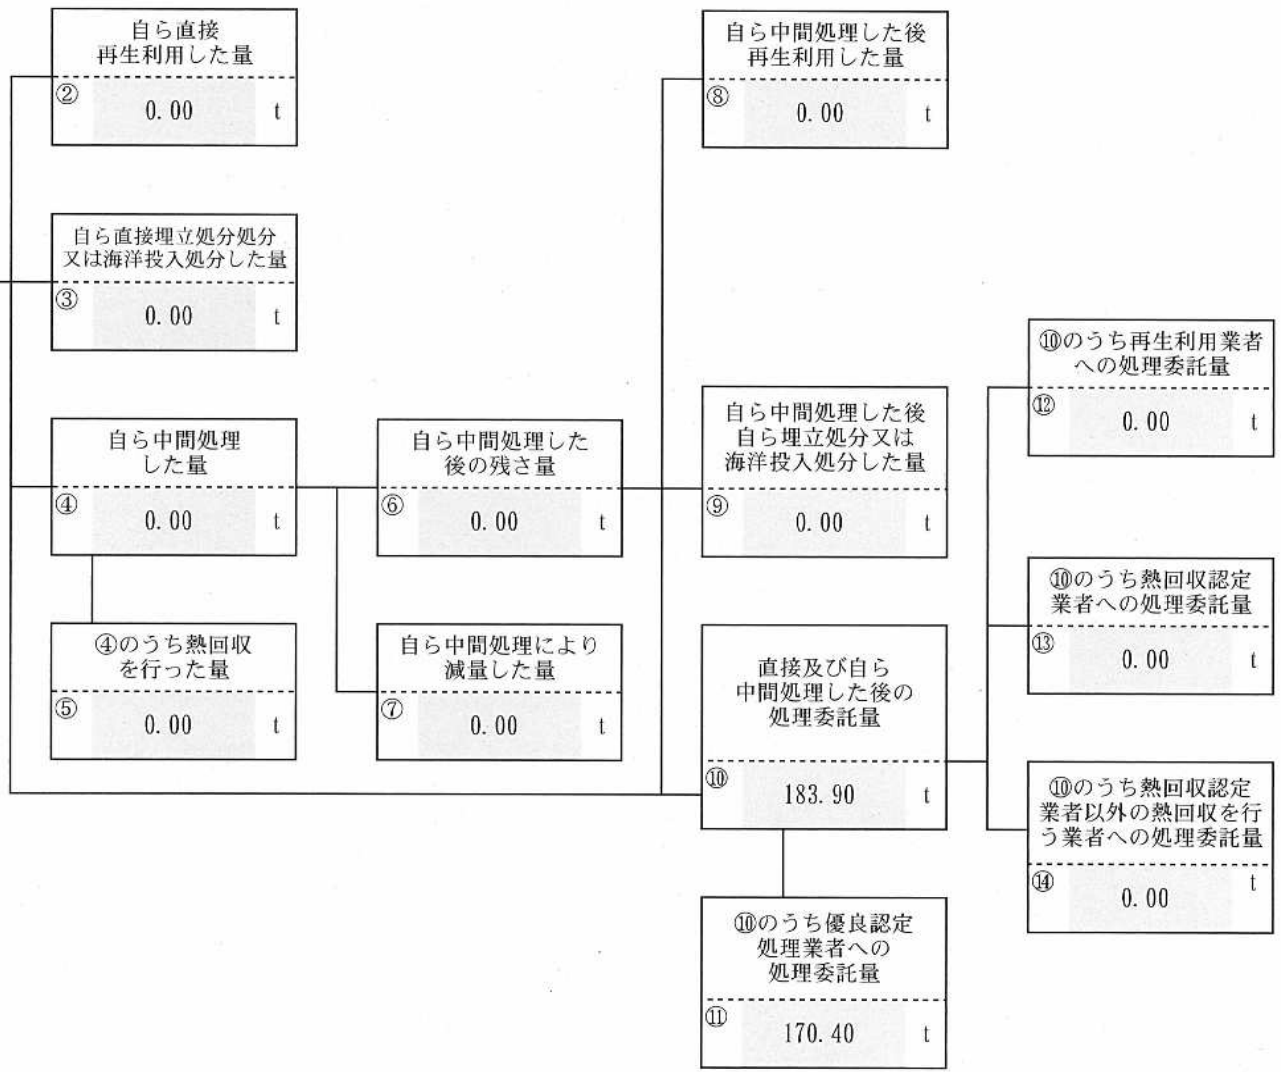 自ら直接
再生利用した量
② 0.00 t
自ら直接埋立処分処分
又は海洋投入処分した量
③ 0.00 t
自ら中間処理
した量
④ 0.00 t
④のうち熱回収
を行った量
⑤ 0.00 t
自ら中間処理した
後の残さ量
⑥ 0.00 t
自ら中間処理により
減量した量
⑦ 0.00 t
自ら中間処理した後
再生利用した量
⑧ 0.00 t
自ら中間処理した後
自ら埋立処分又は
海洋投入処分した量
⑨ 0.00 t
直接及び自ら
中間処理した後の
処理委託量
⑩ 183.90 t
⑩のうち優良認定
処理業者への
処理委託量
⑪ 170.40 t
⑩のうち再生利用業者
への処理委託量
⑫ 0.00 t
⑩のうち熱回収認定
業者への処理委託量
⑬ 0.00 t
⑩のうち熱回収認定
業者以外の熱回収を行
う業者への処理委託量
⑭ 0.00 t